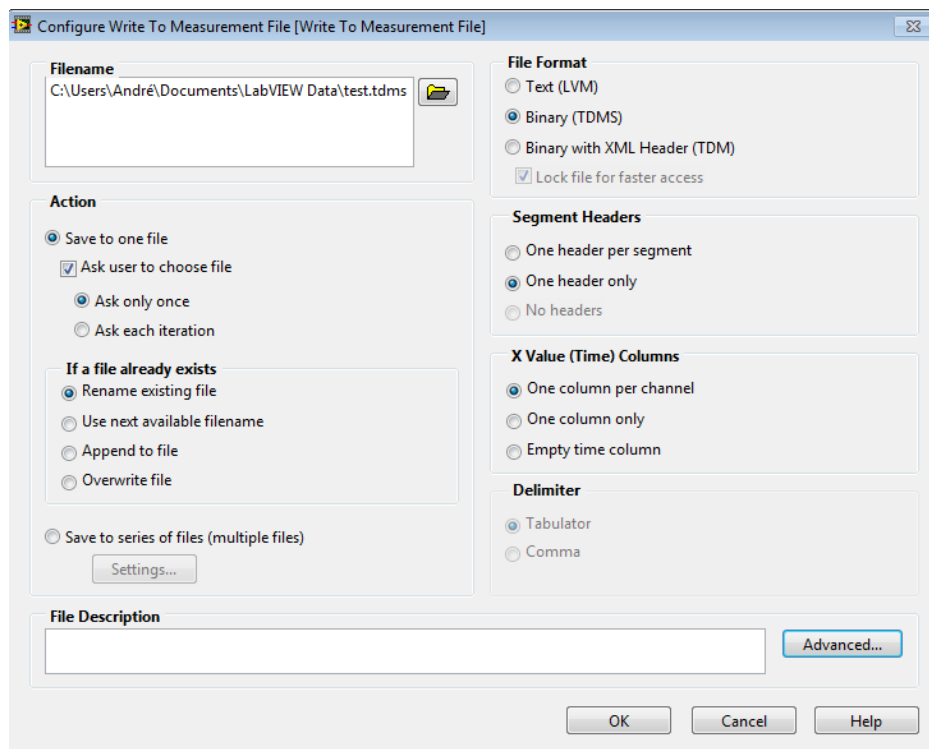 Configure Write To Measurement File [Write To Measurement File]
Filename
C:\Users\André\Documents\LabVIEW Data\test.tdms
Action
Save to one file
Ask user to choose file
Ask only once
Ask each iteration
If a file already exists
Rename existing file
Use next available filename
Append to file
Overwrite file
Save to series of files (multiple files)
Settings...
File Format
Text (LVM)
Binary (TDMS)
Binary with XML Header (TDM)
Lock file for faster access
Segment Headers
One header per segment
One header only
No headers
X Value (Time) Columns
One column per channel
One column only
Empty time column
Delimiter
Tabulator
Comma
File Description
Advanced...
OK
Cancel
Help